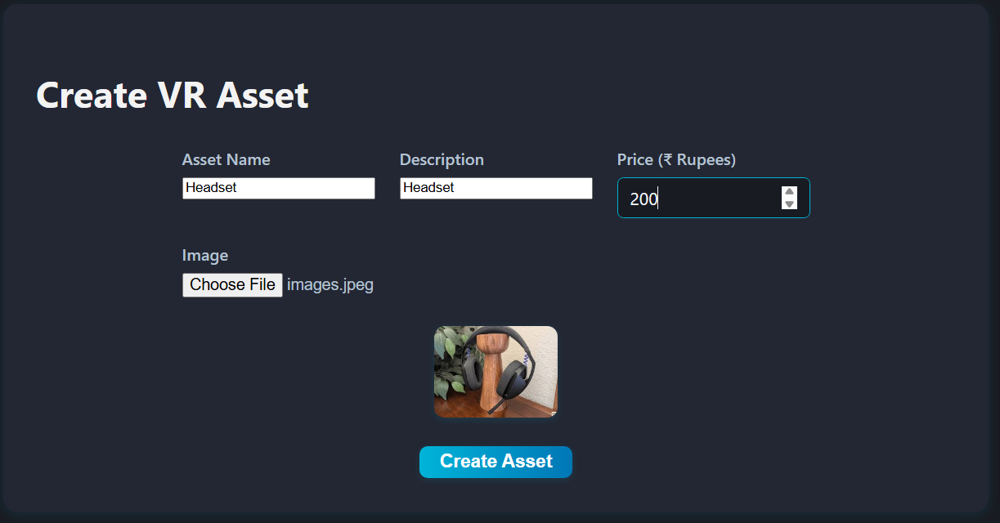 Create VR Asset
Asset Name Description Price (₹ Rupees)
Headset Headset 200
Image
Choose File images.jpeg
Create Asset